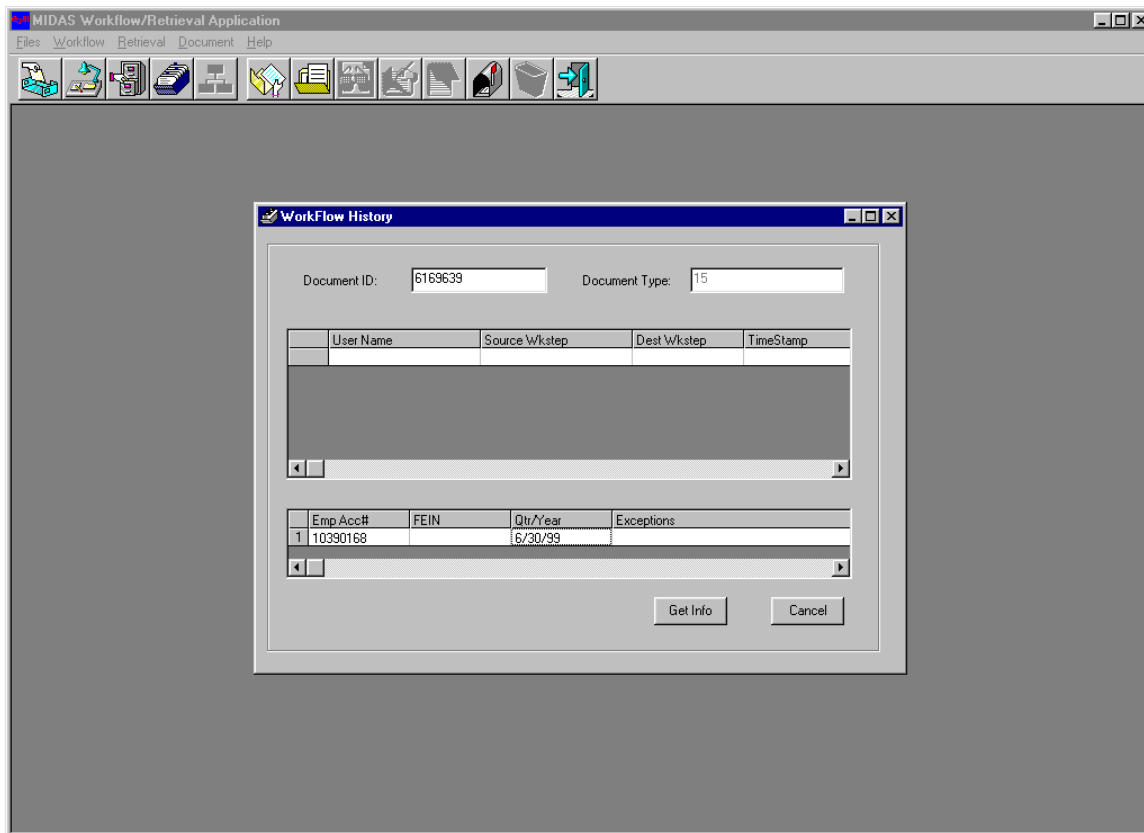 MIDAS Workflow/Retrieval Application
Files Workflow Retrieval Document Help
WorkFlow History
Document ID: 6169639 Document Type: 15
User Name Source Wkstep Dest Wkstep TimeStamp
Emp Acc# FEIN Qtr/Year Exceptions
1 10390168 6/30/99
Get Info Cancel